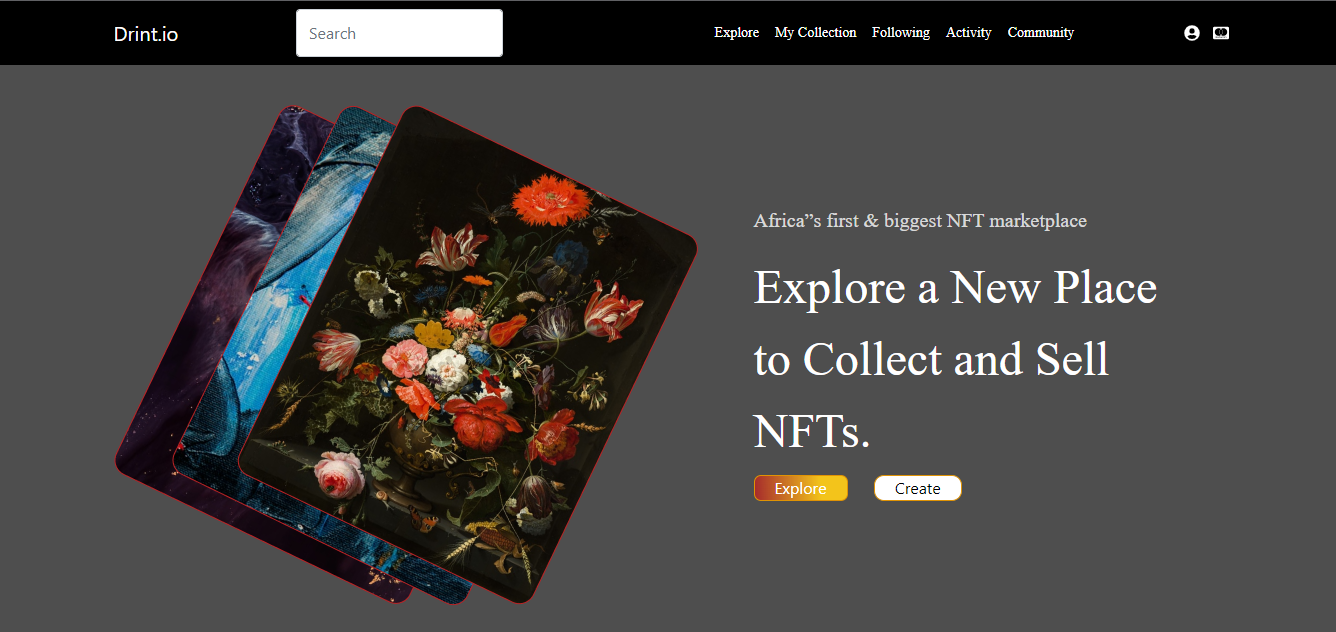 Drint.io
Search
Explore My Collection Following Activity Community
Africa”s first & biggest NFT marketplace
Explore a New Place
to Collect and Sell
NFTs.
Explore Create